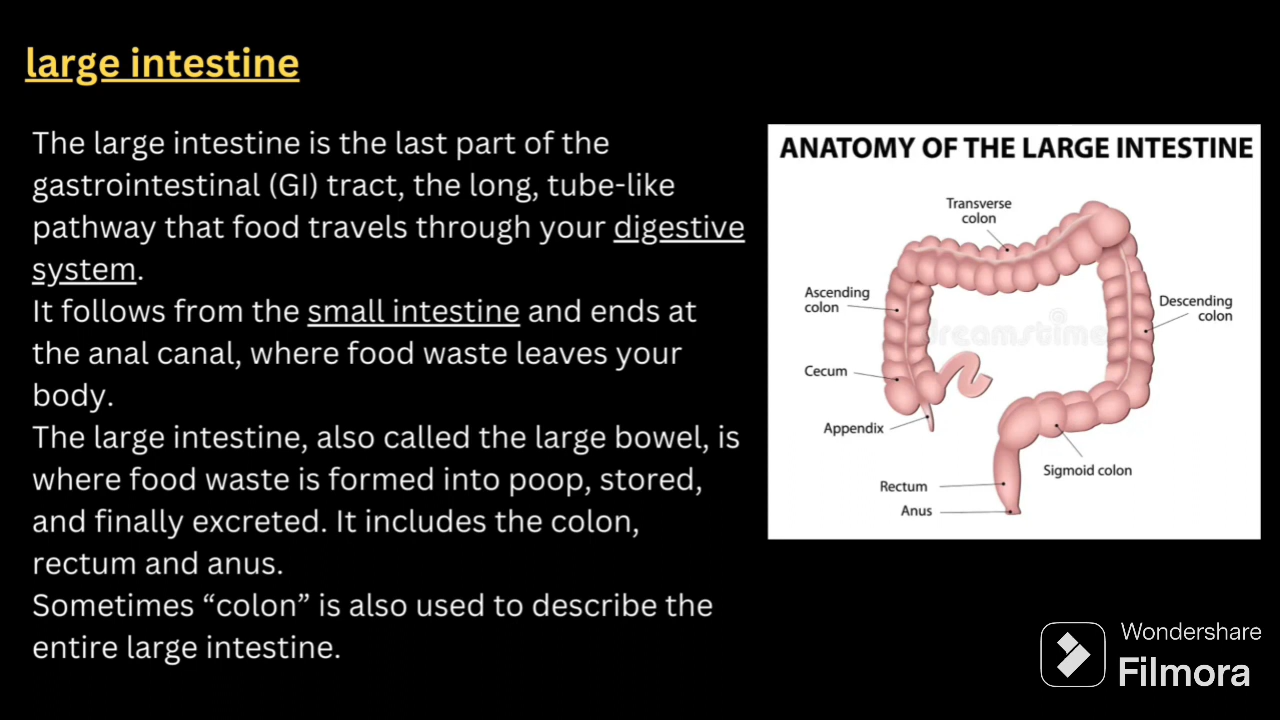 large intestine
The large intestine is the last part of the
gastrointestinal (GI) tract, the long, tube-like
pathway that food travels through your digestive
system.
It follows from the small intestine and ends at
the anal canal, where food waste leaves your
body.
The large intestine, also called the large bowel, is
where food waste is formed into poop, stored,
and finally excreted. It includes the colon,
rectum and anus.
Sometimes “colon” is also used to describe the
entire large intestine.
ANATOMY OF THE LARGE INTESTINE
Transverse
colon
Ascending
colon
Descending
colon
dreamstime
Cecum
Appendix
Sigmoid colon
Rectum
Anus
Wondershare
Filmora